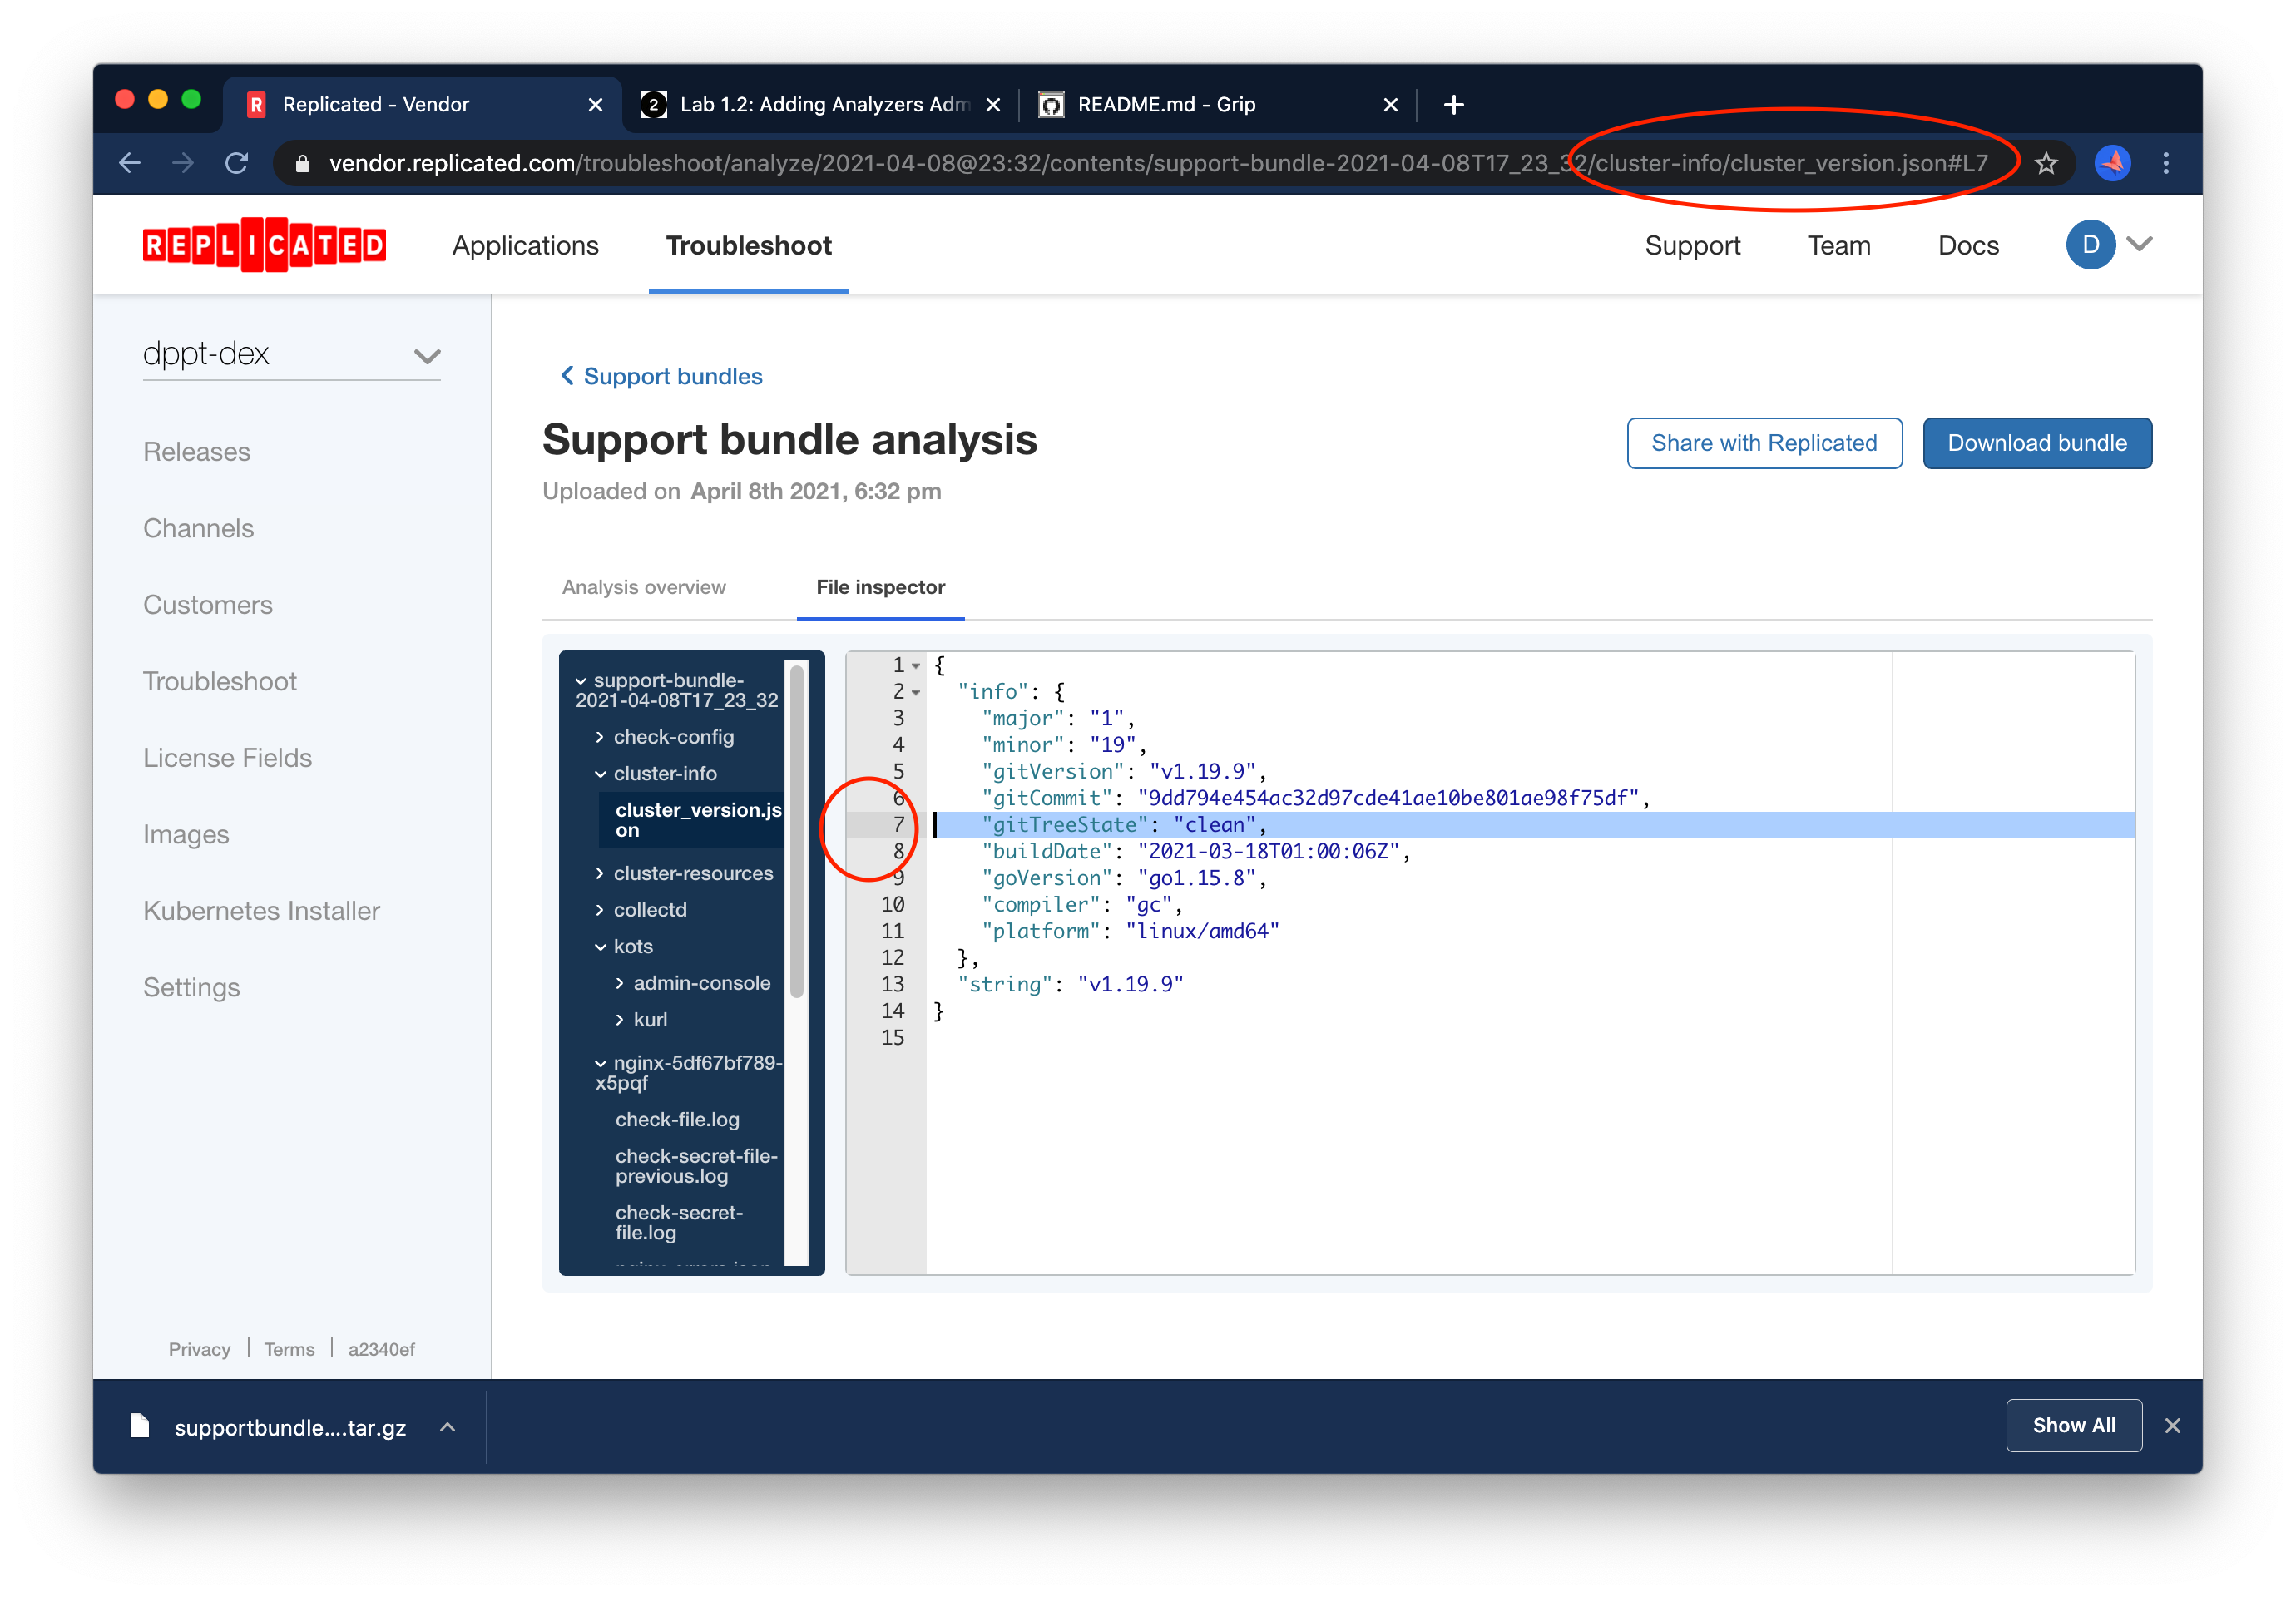 Replicated - Vendor
2 Lab 1.2: Adding Analyzers Adm
README.md - Grip
vendor.replicated.com/troubleshoot/analyze/2021-04-08@23:32/contents/support-bundle-2021-04-08T17_23_32/cluster-info/cluster_version.json#L7
REPLICATED
Applications
Troubleshoot
Support
Team
Docs
D
dppt-dex
Releases
Channels
Customers
Troubleshoot
License Fields
Images
Kubernetes Installer
Settings
Privacy
Terms
a2340ef
Support bundles
Support bundle analysis
Uploaded on April 8th 2021, 6:32 pm
Share with Replicated
Download bundle
Analysis overview
File inspector
support-bundle-
2021-04-08T17_23_32
check-config
cluster-info
cluster_version.js
on
cluster-resources
collectd
kots
admin-console
kurl
nginx-5df67bf789-
x5pqf
check-file.log
check-secret-file-
previous.log
check-secret-
file.log
1 {
2 "info": {
3 "major": "1",
4 "minor": "19",
5 "gitVersion": "v1.19.9",
6 "gitCommit": "9dd794e454ac32d97cde41ae10be801ae98f75df",
7 "gitTreeState": "clean",
8 "buildDate": "2021-03-18T01:00:06Z",
9 "goVersion": "go1.15.8",
10 "compiler": "gc",
11 "platform": "linux/amd64"
12 },
13 "string": "v1.19.9"
14 }
15
supportbundle....tar.gz
Show All